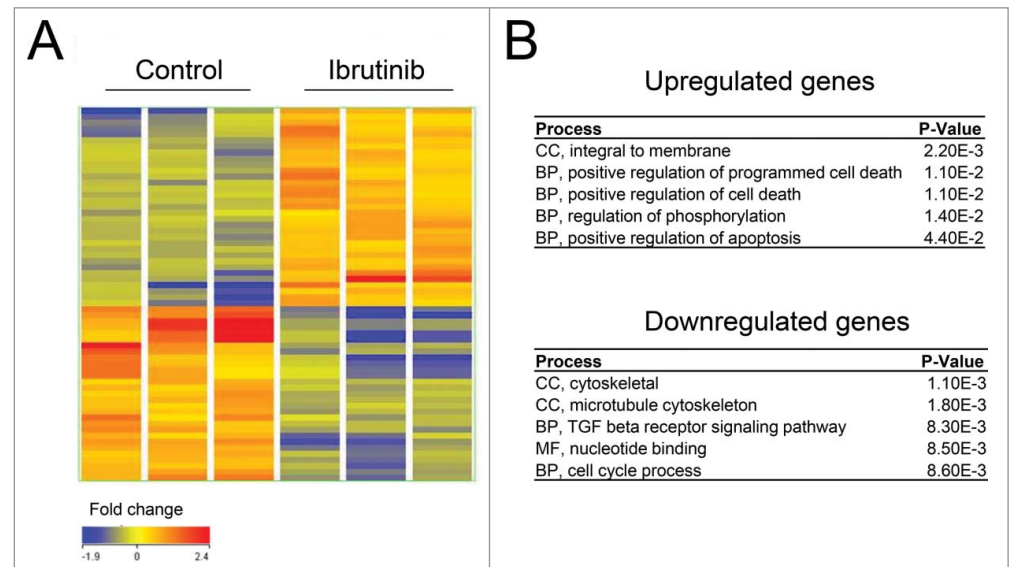 A
Control Ibrutinib
Fold change
-1.9 0 2.4
B
Upregulated genes
Process P-Value
CC, integral to membrane 2.20E-3
BP, positive regulation of programmed cell death 1.10E-2
BP, positive regulation of cell death 1.10E-2
BP, regulation of phosphorylation 1.40E-2
BP, positive regulation of apoptosis 4.40E-2
Downregulated genes
Process P-Value
CC, cytoskeletal 1.10E-3
CC, microtubule cytoskeleton 1.80E-3
BP, TGF beta receptor signaling pathway 8.30E-3
MF, nucleotide binding 8.50E-3
BP, cell cycle process 8.60E-3